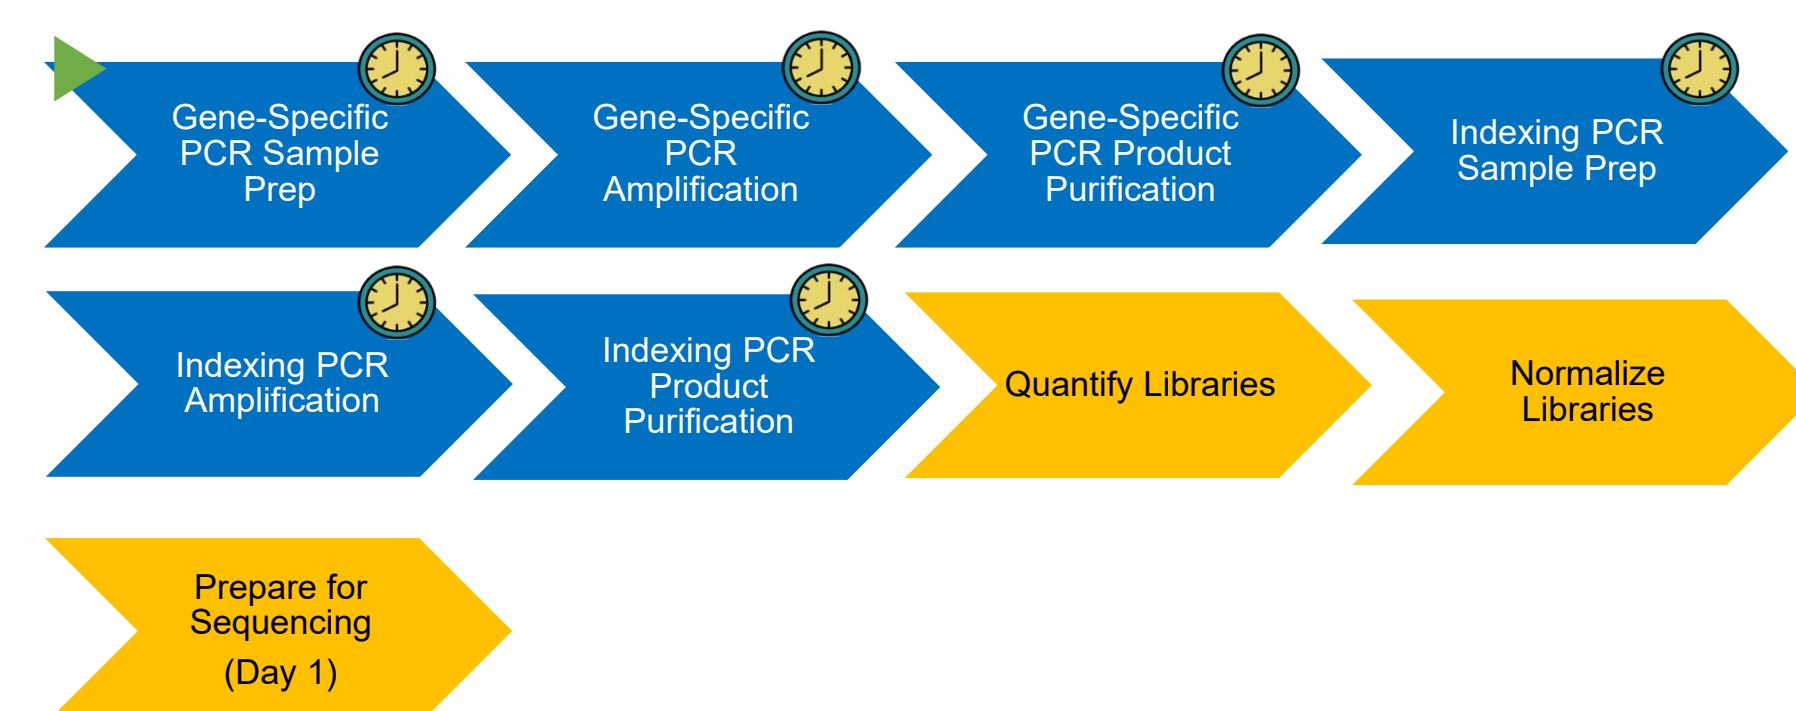 Gene-Specific
PCR Sample
Prep
Gene-Specific
PCR
Amplification
Gene-Specific
PCR Product
Purification
Indexing PCR
Sample Prep
Indexing PCR
Amplification
Indexing PCR
Product
Purification
Quantify Libraries
Normalize
Libraries
Prepare for
Sequencing
(Day 1)